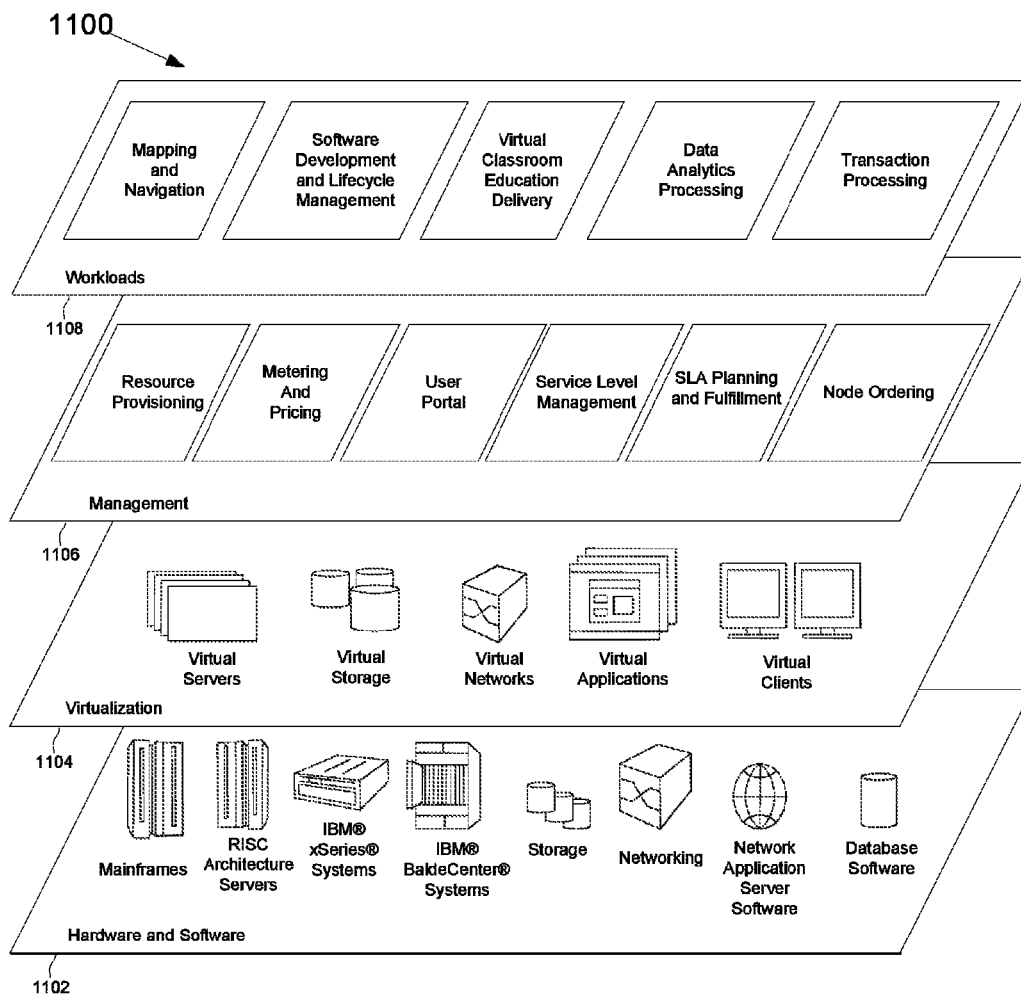 1100
Mapping
and
Navigation
Software
Development
and Lifecycle
Management
Virtual
Classroom
Education
Delivery
Data
Analytics
Processing
Transaction
Processing
Workloads
1108
Resource
Provisioning
Metering
And
Pricing
User
Portal
Service Level
Management
SLA Planning
and Fulfillment
Node Ordering
Management
1106
Virtual
Servers
Virtual
Storage
Virtual
Networks
Virtual
Applications
Virtual
Clients
Virtualization
1104
Mainframes
RISC
Architecture
Servers
IBM®
xSeries®
Systems
IBM®
BaldeCenter®
Systems
Storage
Networking
Network
Application
Server
Software
Database
Software
Hardware and Software
1102